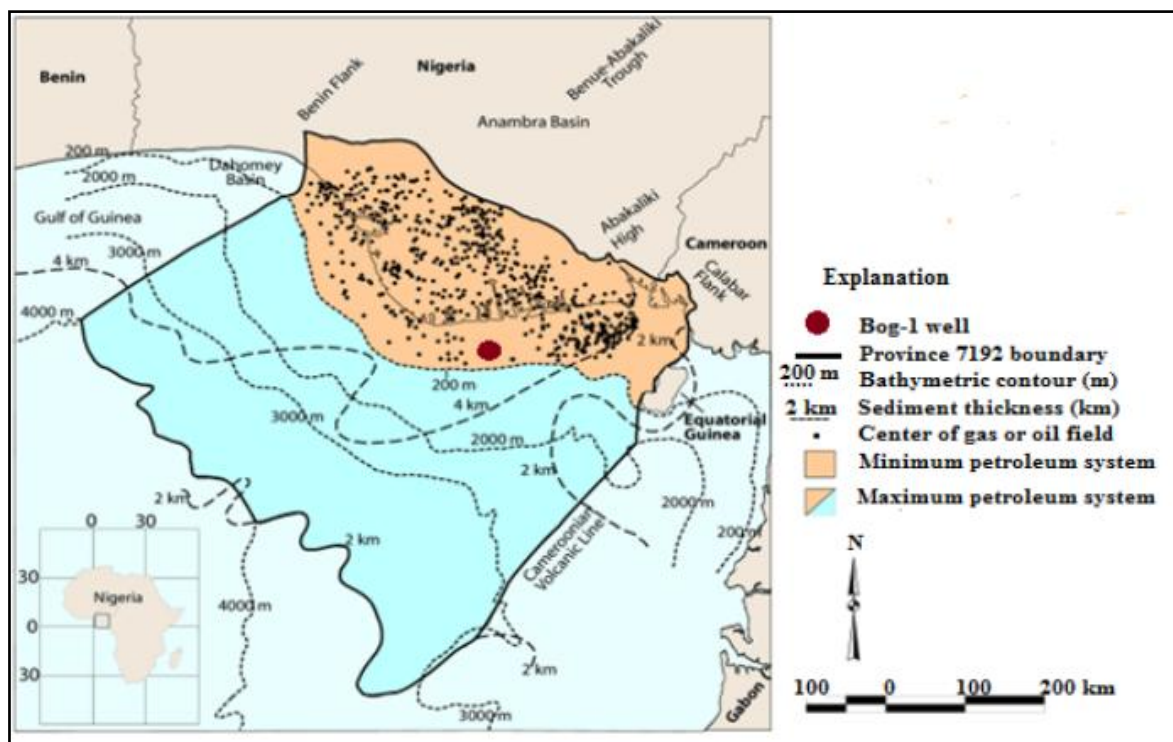 Benin
Nigeria
Benin Flank
Benue-Abakaliki
Trough
Anambra Basin
200 m
2000 m
Dahomey
Basin
Gulf of Guinea
3000 m
4 km
4000 m
Abakaliki
High
Cameroon
Calabar
Flank
2 km
200 m
4 km
3000 m
2000 m
Equatorial
Guinea
2 km
2000 m
200 m
2 km
2 km
Cameroonian
Volcanic Line
4000 m
2 km
3000 m
Gabon
0 30
30
Nigeria
0
30
Explanation
Bog-1 well
Province 7192 boundary
200 m Bathymetric contour (m)
2 km Sediment thickness (km)
Center of gas or oil field
Minimum petroleum system
Maximum petroleum system
N
100 0 100 200 km